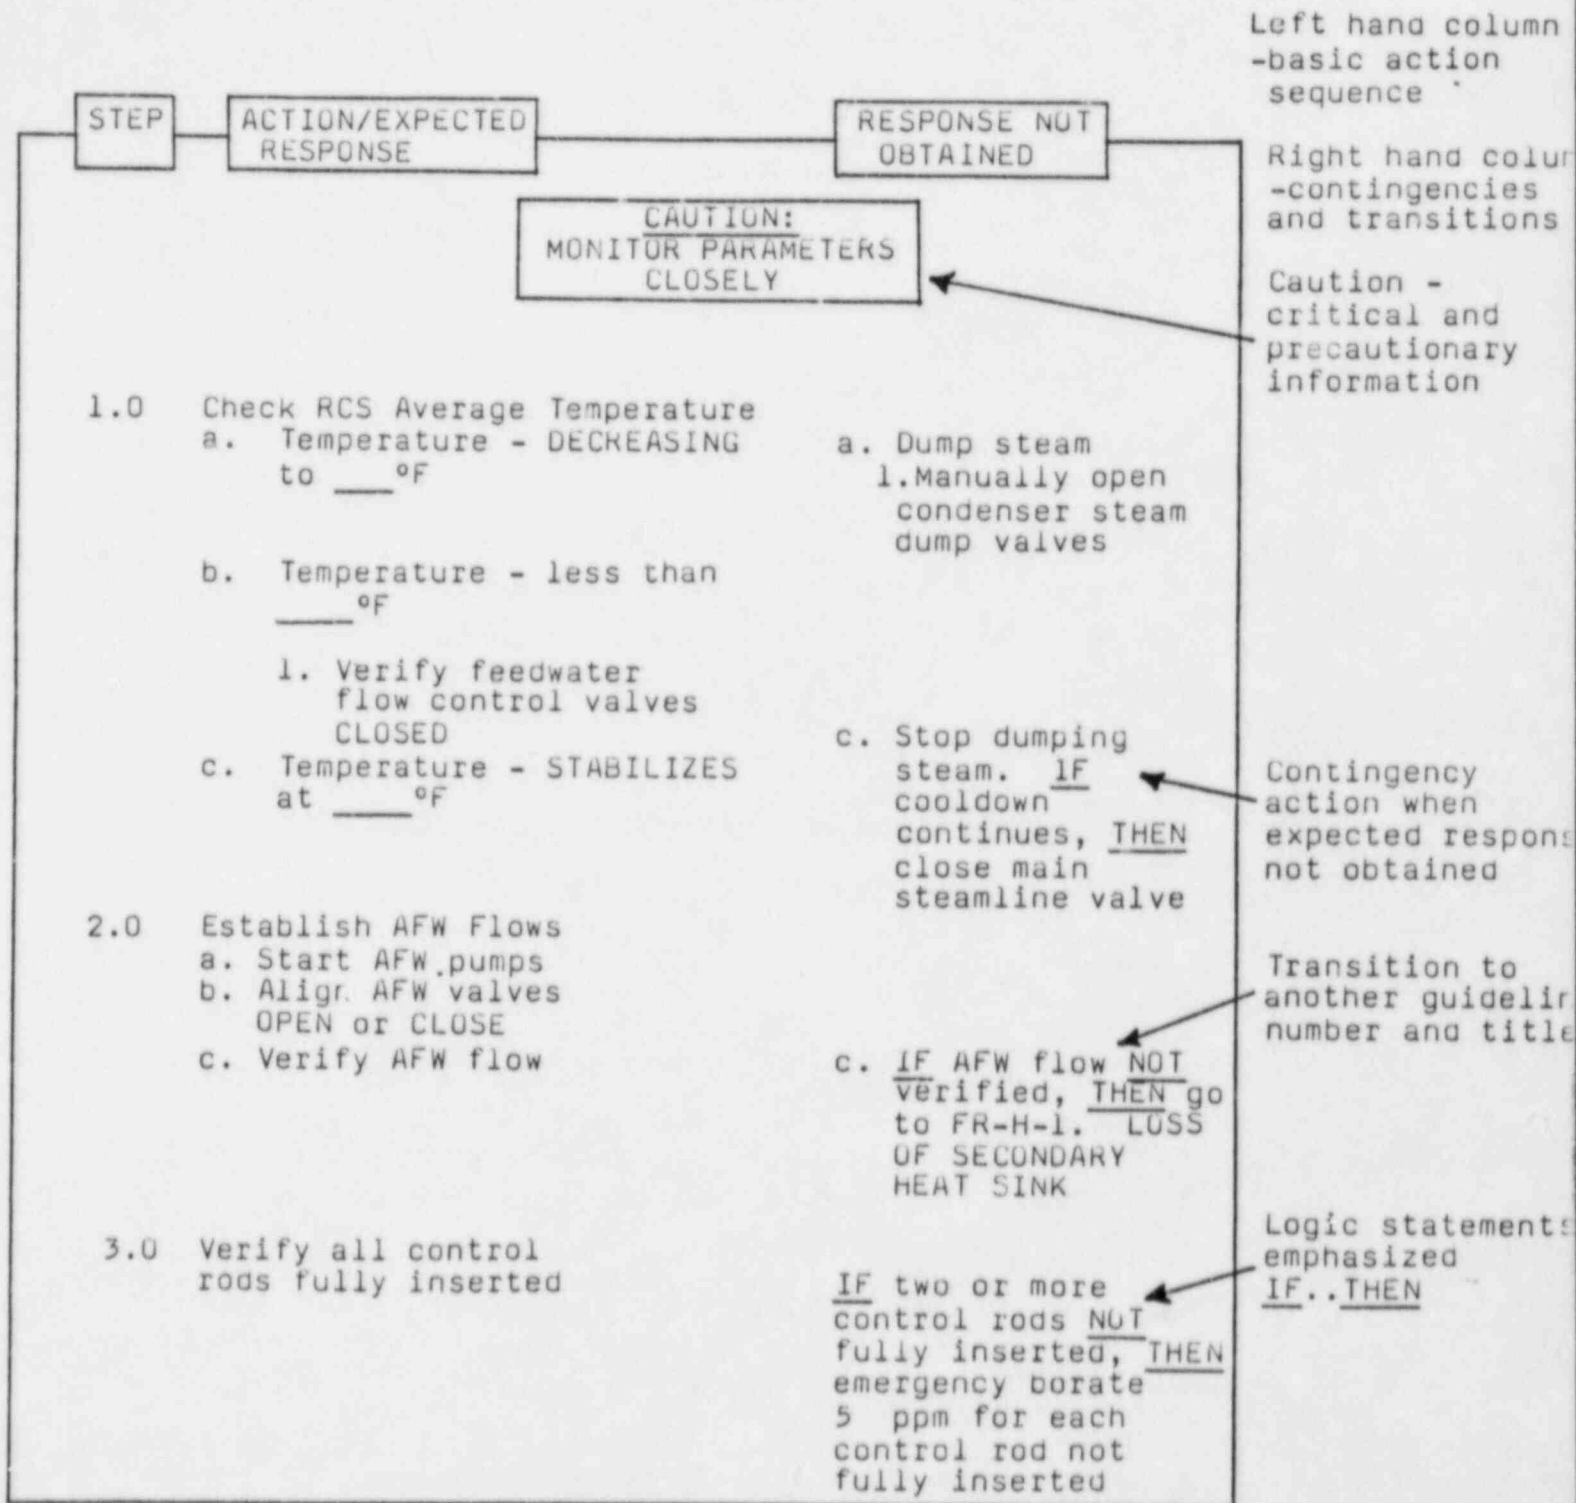 Left hand column
-basic action
sequence
STEP
ACTION/EXPECTED
RESPONSE
RESPONSE NOT
OBTAINED
Right hand
-contingencies
and transitions
CAUTION:
MONITOR PARAMETERS
CLOSELY
Caution -
critical and
precautionary
information
1.0 Check RCS Average Temperature
a. Temperature - DECREASING
to ___°F
a. Dump steam
1.Manually open
condenser steam
dump valves
b. Temperature - less than
____°F
1. Verify feedwater
flow control valves
CLOSED
c. Temperature - STABILIZES
at ____°F
c. Stop dumping
steam. IF
cooldown
continues, THEN
close main
steamline valve
Contingency
action when
expected
not obtained
2.0 Establish AFW Flows
a. Start AFW pumps
b. Align AFW valves
OPEN or CLOSE
c. Verify AFW flow
c. IF AFW flow NOT
verified, THEN go
to FR-H-1. LOSS
OF SECONDARY
HEAT SINK
Transition to
another
number and title
3.0 Verify all control
rods fully inserted
IF two or more
control rods NOT
fully inserted, THEN
emergency borate
5 ppm for each
control rod not
fully inserted
Logic statements
emphasized
IF..THEN